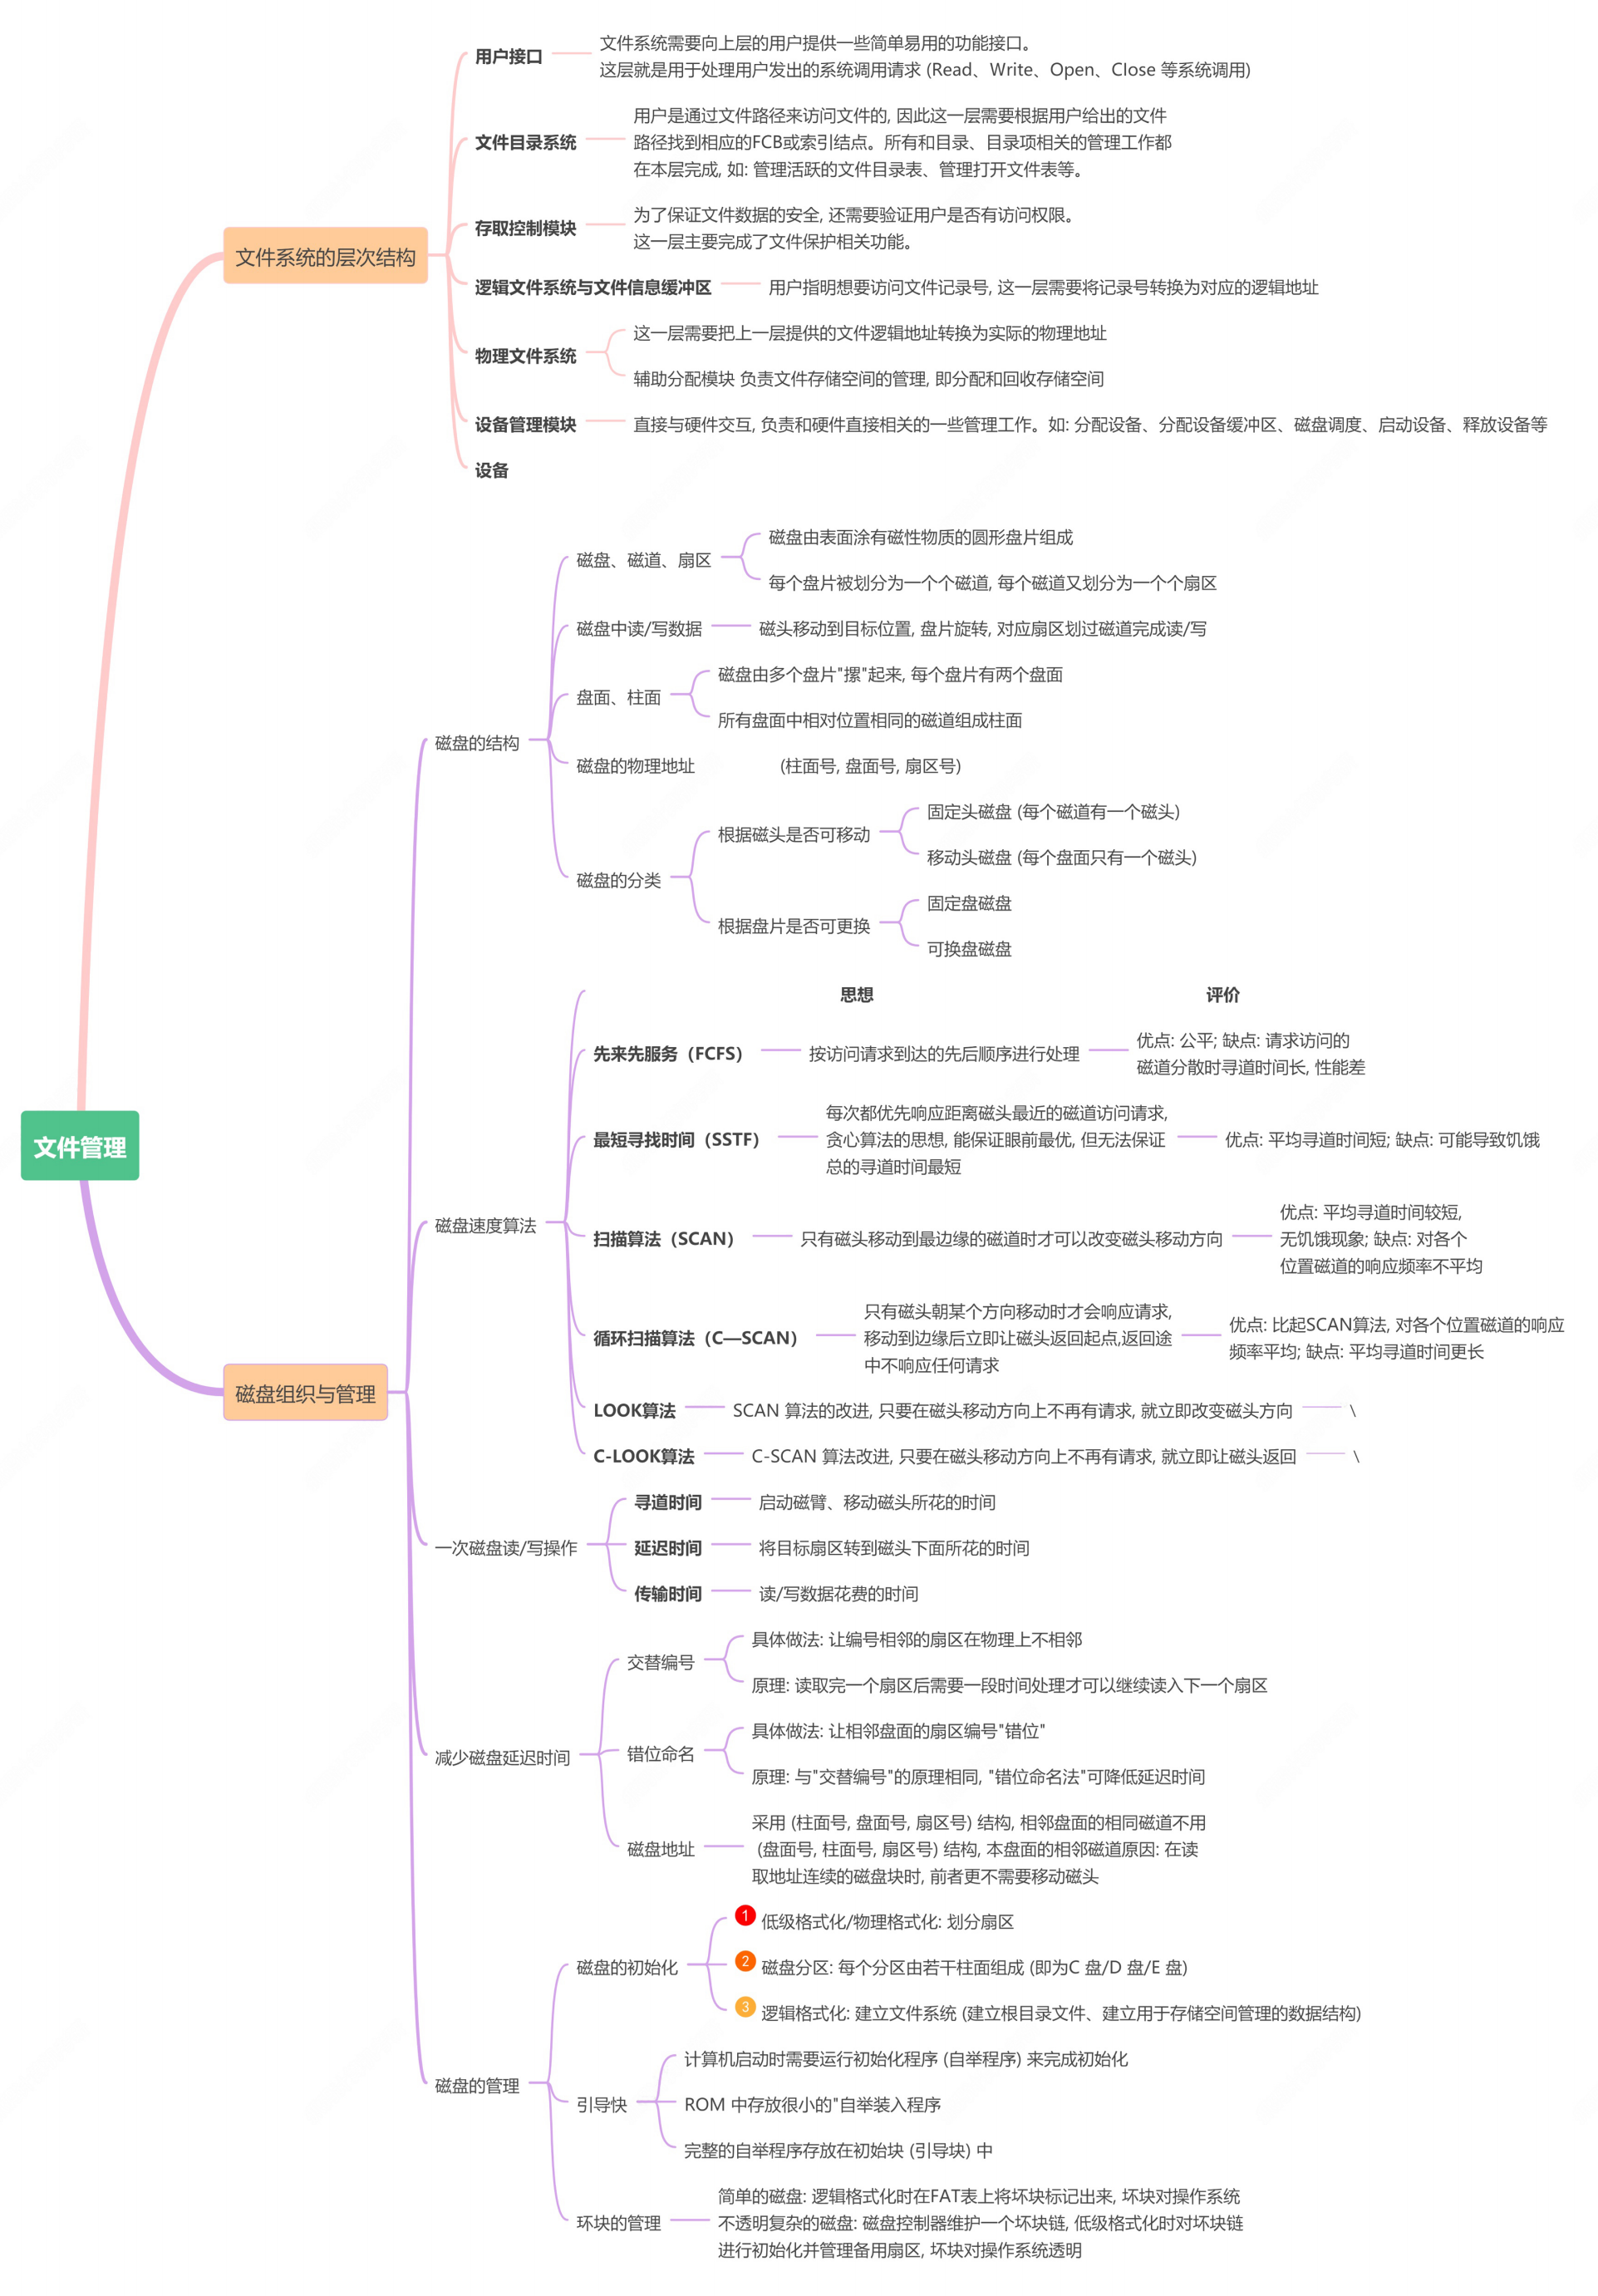 文件管理
文件系统的层次结构
用户接口
文件系统需要向上层的用户提供一些简单易用的功能接口。
这层就是用于处理用户发出的系统调用请求 (Read、Write、Open、Close 等系统调用)
文件目录系统
用户是通过文件路径来访问文件的, 因此这一层需要根据用户给出的文件
路径找到相应的FCB或索引结点。所有和目录、目录项相关的管理工作都
在本层完成, 如: 管理活跃的文件目录表、管理打开文件表等。
存取控制模块
为了保证文件数据的安全, 还需要验证用户是否有访问权限。
这一层主要完成了文件保护相关功能。
逻辑文件系统与文件信息缓冲区
用户指明想要访问文件记录号, 这一层需要将记录号转换为对应的逻辑地址
物理文件系统
这一层需要把上一层提供的文件逻辑地址转换为实际的物理地址
辅助分配模块 负责文件存储空间的管理, 即分配和回收存储空间
设备管理模块
直接与硬件交互, 负责和硬件直接相关的一些管理工作。如: 分配设备、分配设备缓冲区、磁盘调度、启动设备、释放设备等
设备
磁盘组织与管理
磁盘的结构
磁盘、磁道、扇区
磁盘由表面涂有磁性物质的圆形盘片组成
每个盘片被划分为一个个磁道, 每个磁道又划分为一个个扇区
磁盘中读/写数据
磁头移动到目标位置, 盘片旋转, 对应扇区划过磁道完成读/写
盘面、柱面
磁盘由多个盘片"摞"起来, 每个盘片有两个盘面
所有盘面中相对位置相同的磁道组成柱面
磁盘的物理地址
(柱面号, 盘面号, 扇区号)
磁盘的分类
根据磁头是否可移动
固定头磁盘 (每个磁道有一个磁头)
移动头磁盘 (每个盘面只有一个磁头)
根据盘片是否可更换
固定盘磁盘
可换盘磁盘
磁盘速度算法
思想
评价
先来先服务（FCFS）
按访问请求到达的先后顺序进行处理
优点: 公平; 缺点: 请求访问的
磁道分散时寻道时间长, 性能差
最短寻找时间（SSTF）
每次都优先响应距离磁头最近的磁道访问请求,
贪心算法的思想, 能保证眼前最优, 但无法保证
总的寻道时间最短
优点: 平均寻道时间短; 缺点: 可能导致饥饿
扫描算法（SCAN）
只有磁头移动到最边缘的磁道时才可以改变磁头移动方向
优点: 平均寻道时间较短,
无饥饿现象; 缺点: 对各个
位置磁道的响应频率不平均
循环扫描算法（C—SCAN）
只有磁头朝某个方向移动时才会响应请求,
移动到边缘后立即让磁头返回起点,返回途
中不响应任何请求
优点: 比起SCAN算法, 对各个位置磁道的响应
频率平均; 缺点: 平均寻道时间更长
LOOK算法
SCAN 算法的改进, 只要在磁头移动方向上不再有请求, 就立即改变磁头方向
\
C-LOOK算法
C-SCAN 算法改进, 只要在磁头移动方向上不再有请求, 就立即让磁头返回
\
一次磁盘读/写操作
寻道时间
启动磁臂、移动磁头所花的时间
延迟时间
将目标扇区转到磁头下面所花的时间
传输时间
读/写数据花费的时间
减少磁盘延迟时间
交替编号
具体做法: 让编号相邻的扇区在物理上不相邻
原理: 读取完一个扇区后需要一段时间处理才可以继续读入下一个扇区
错位命名
具体做法: 让相邻盘面的扇区编号"错位"
原理: 与"交替编号"的原理相同, "错位命名法"可降低延迟时间
磁盘地址
采用 (柱面号, 盘面号, 扇区号) 结构, 相邻盘面的相同磁道不用
(盘面号, 柱面号, 扇区号) 结构, 本盘面的相邻磁道原因: 在读
取地址连续的磁盘块时, 前者更不需要移动磁头
磁盘的管理
磁盘的初始化
1 低级格式化/物理格式化: 划分扇区
2 磁盘分区: 每个分区由若干柱面组成 (即为C 盘/D 盘/E 盘)
3 逻辑格式化: 建立文件系统 (建立根目录文件、建立用于存储空间管理的数据结构)
引导快
计算机启动时需要运行初始化程序 (自举程序) 来完成初始化
ROM 中存放很小的"自举装入程序
完整的自举程序存放在初始块 (引导块) 中
环块的管理
简单的磁盘: 逻辑格式化时在FAT表上将坏块标记出来, 坏块对操作系统
不透明复杂的磁盘: 磁盘控制器维护一个坏块链, 低级格式化时对坏块链
进行初始化并管理备用扇区, 坏块对操作系统透明